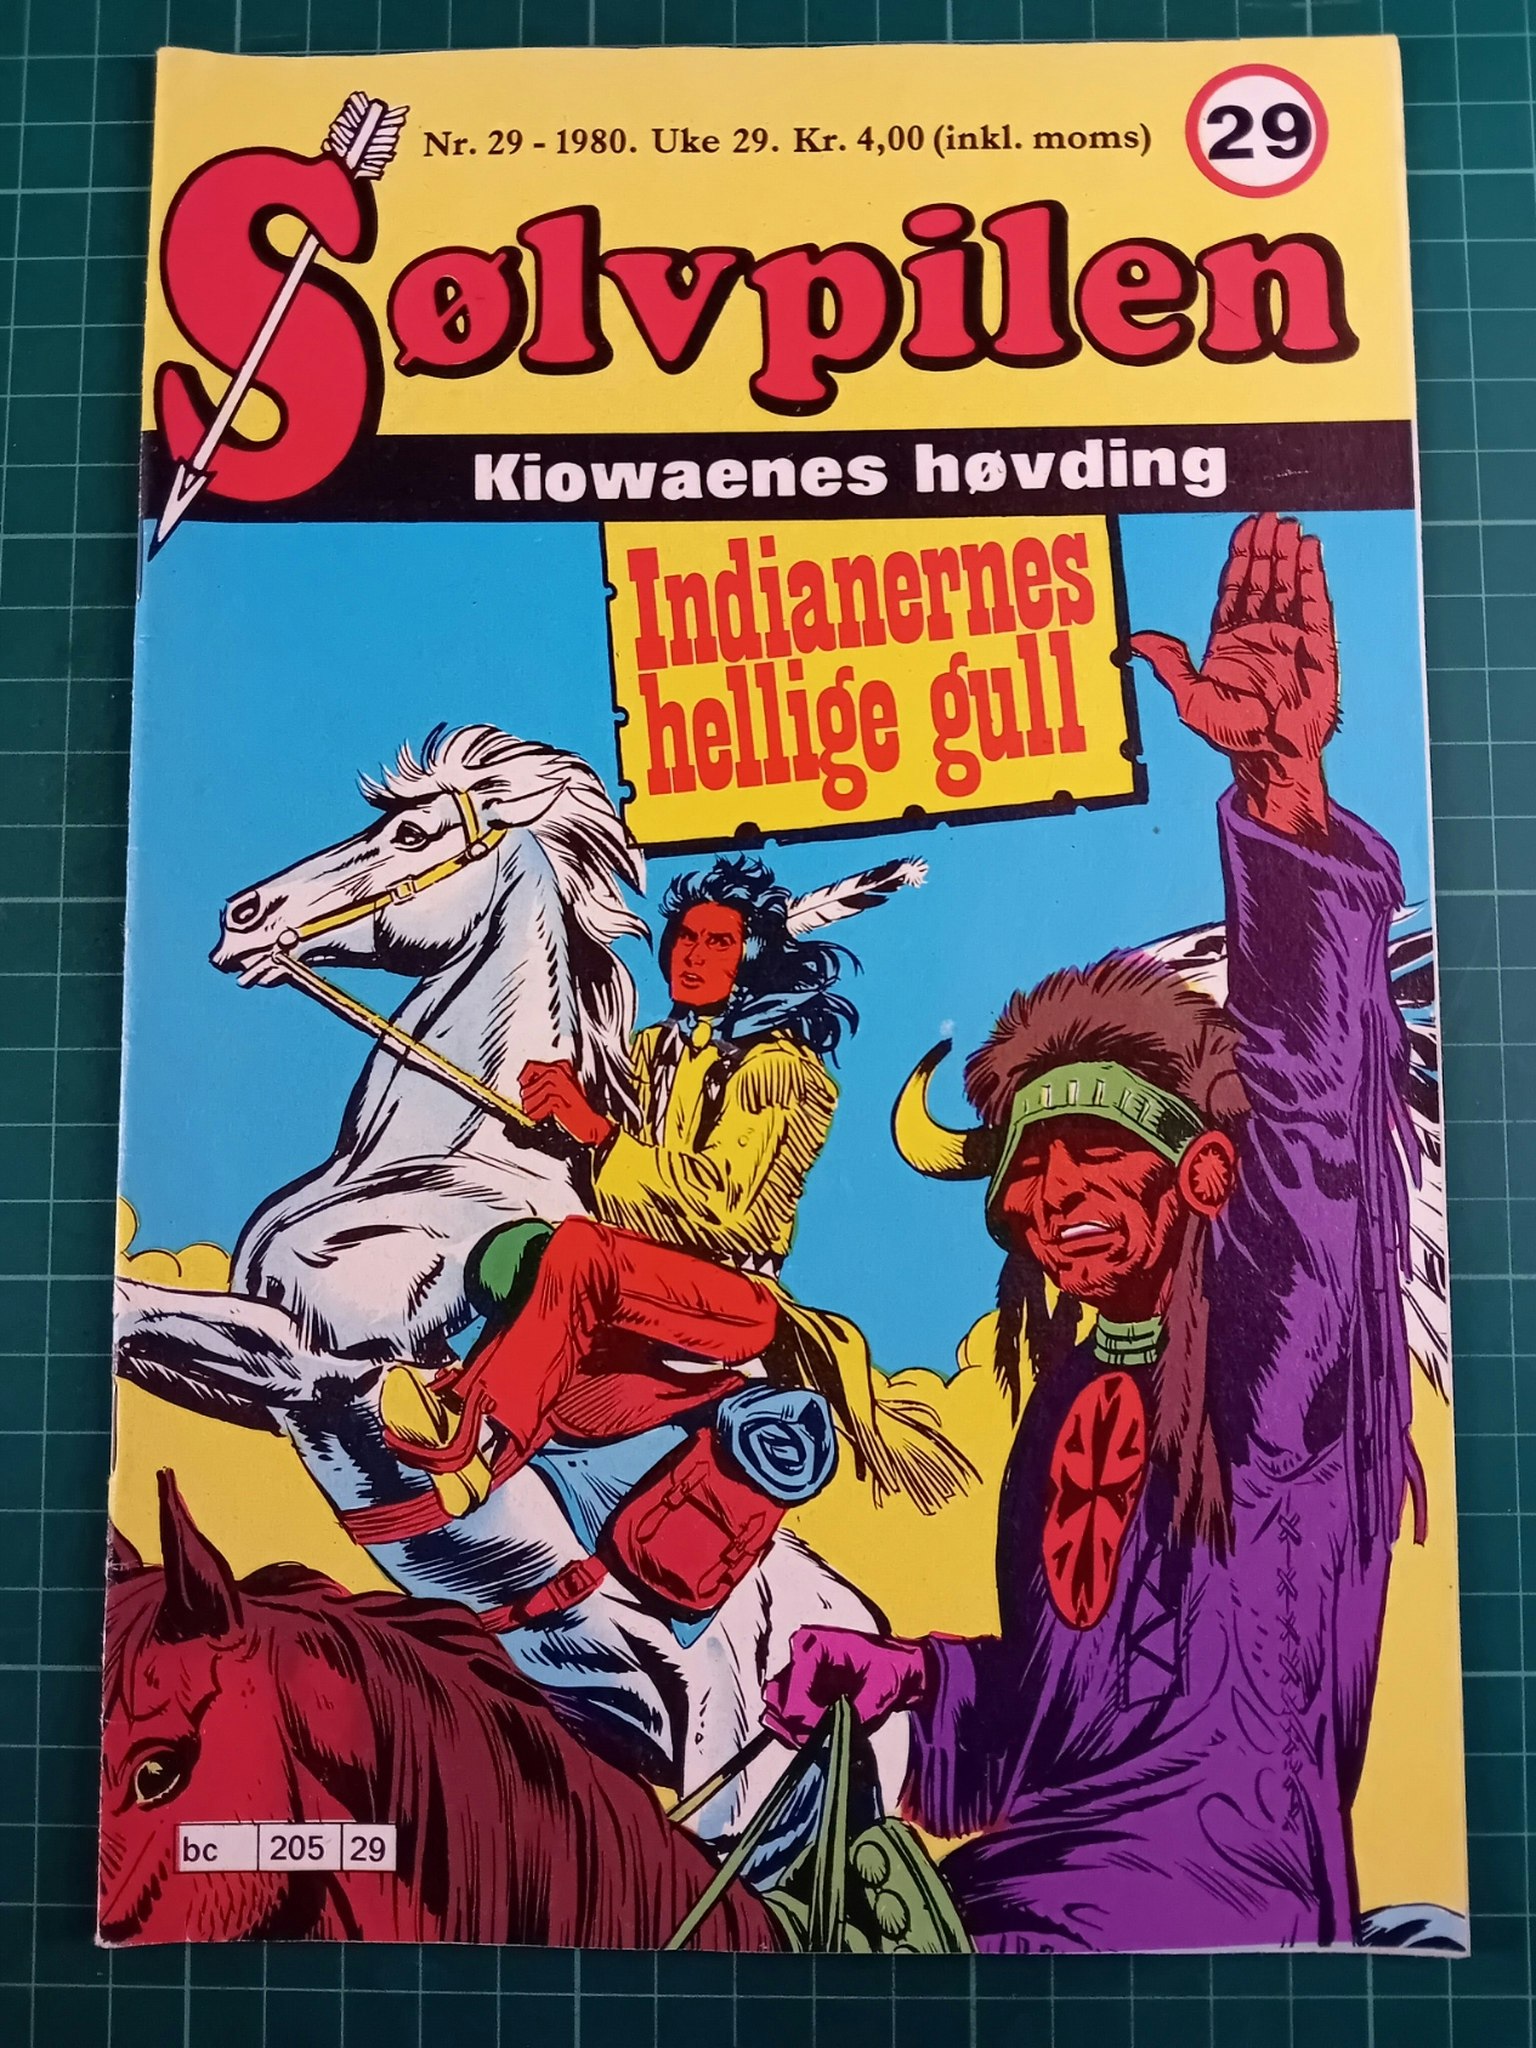 Nr. 29 - 1980. Uke 29. Kr. 4,00 (inkl. moms)
29
Sølvpilen
Kiowaenes høvding
Indianernes
hellige gull
bc 205 29